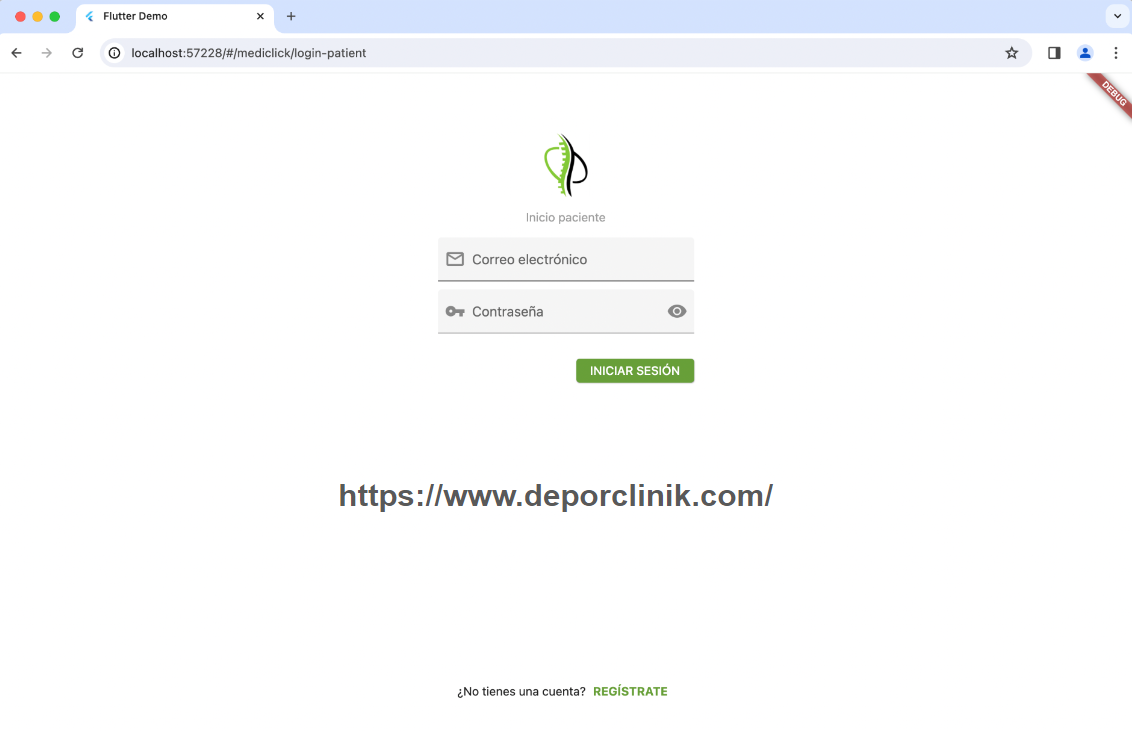 Flutter Demo
localhost:57228/#/mediclick/login-patient
DEBUG
Inicio paciente
Correo electrónico
Contraseña
INICIAR SESIÓN
https://www.deporclinik.com/
¿No tienes una cuenta? REGÍSTRATE